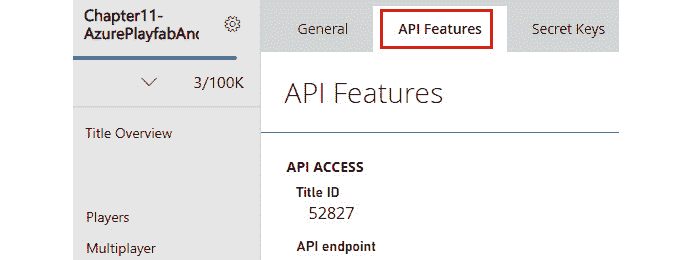 Chapter11-
AzurePlayfabAnd
3/100K
Title Overview
Players
Multiplayer
General
API Features
Secret Keys
API Features
API ACCESS
Title ID
52827
API endpoint